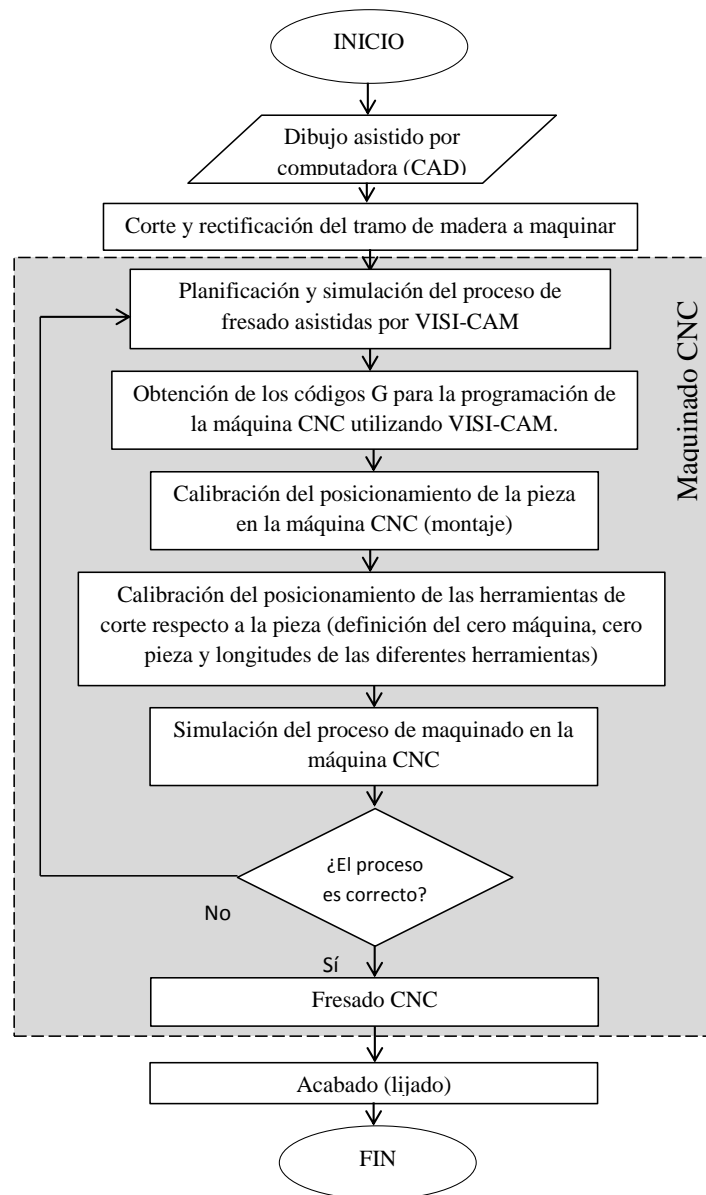 INICIO
Dibujo asistido por
computadora (CAD)
Corte y rectificación del tramo de madera a maquinar
Planificación y simulación del proceso de
fresado asistidas por VISI-CAM
Maquinado CNC
Obtención de los códigos G para la programación de
la máquina CNC utilizando VISI-CAM.
Calibración del posicionamiento de la pieza
en la máquina CNC (montaje)
Calibración del posicionamiento de las herramientas de
corte respecto a la pieza (definición del cero máquina, cero
pieza y longitudes de las diferentes herramientas)
Simulación del proceso de maquinado en la
máquina CNC
¿El proceso
es correcto?
No
Sí
Fresado CNC
Acabado (lijado)
FIN